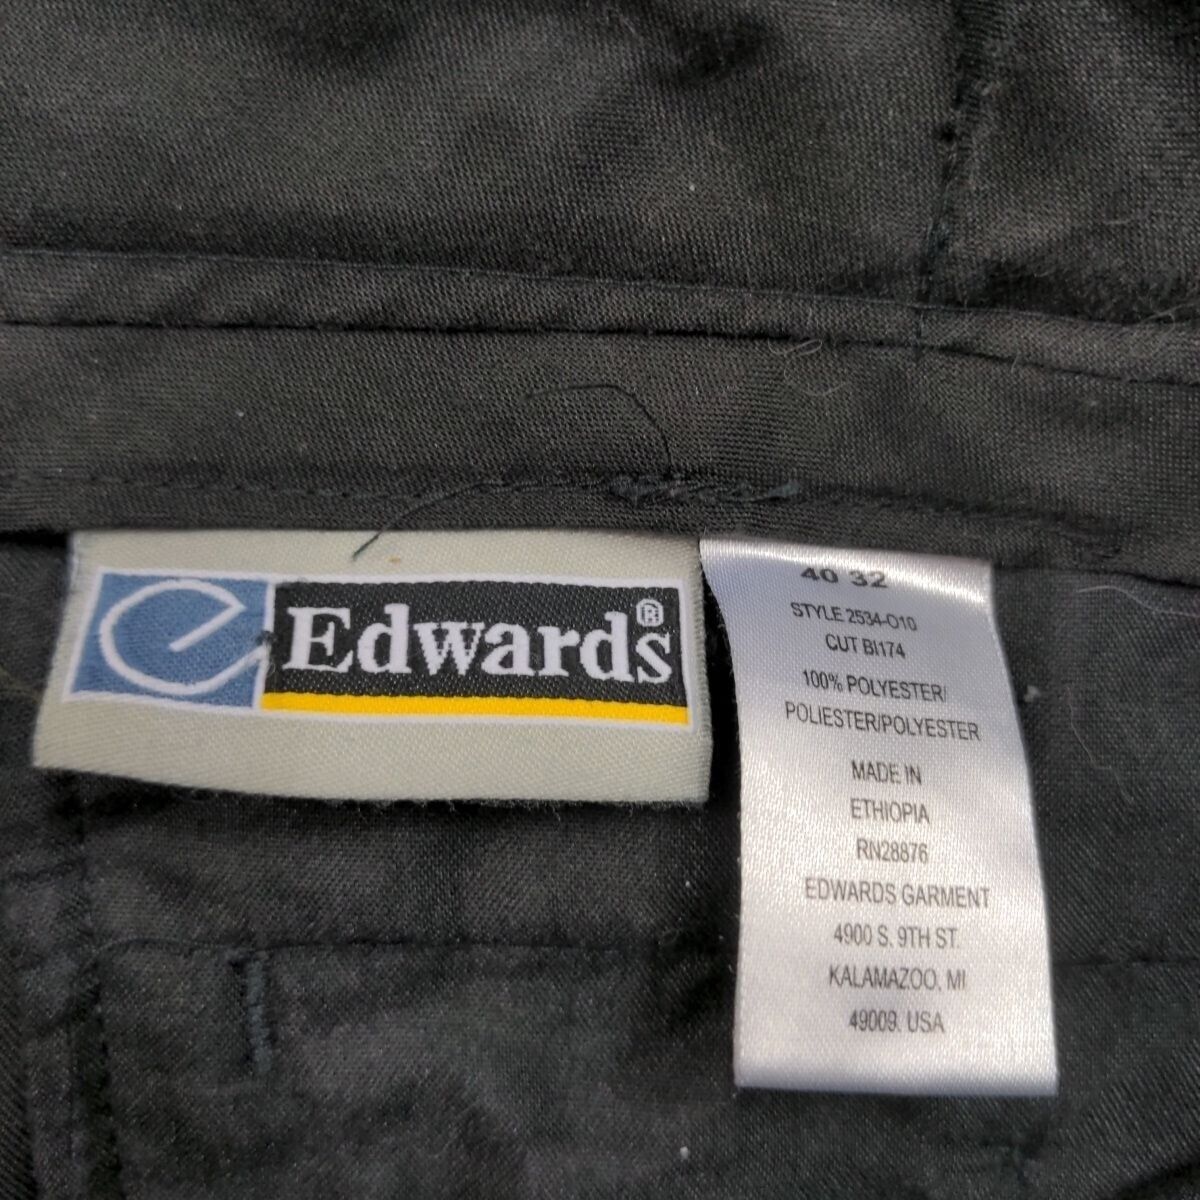 e Edwards®
40 32
STYLE 2534-O10
CUT BI174
100% POLYESTER/
POLIESTER/POLYESTER
MADE IN
ETHIOPIA
RN28876
EDWARDS GARMENT
4900 S. 9TH ST.
KALAMAZOO, MI
49009. USA